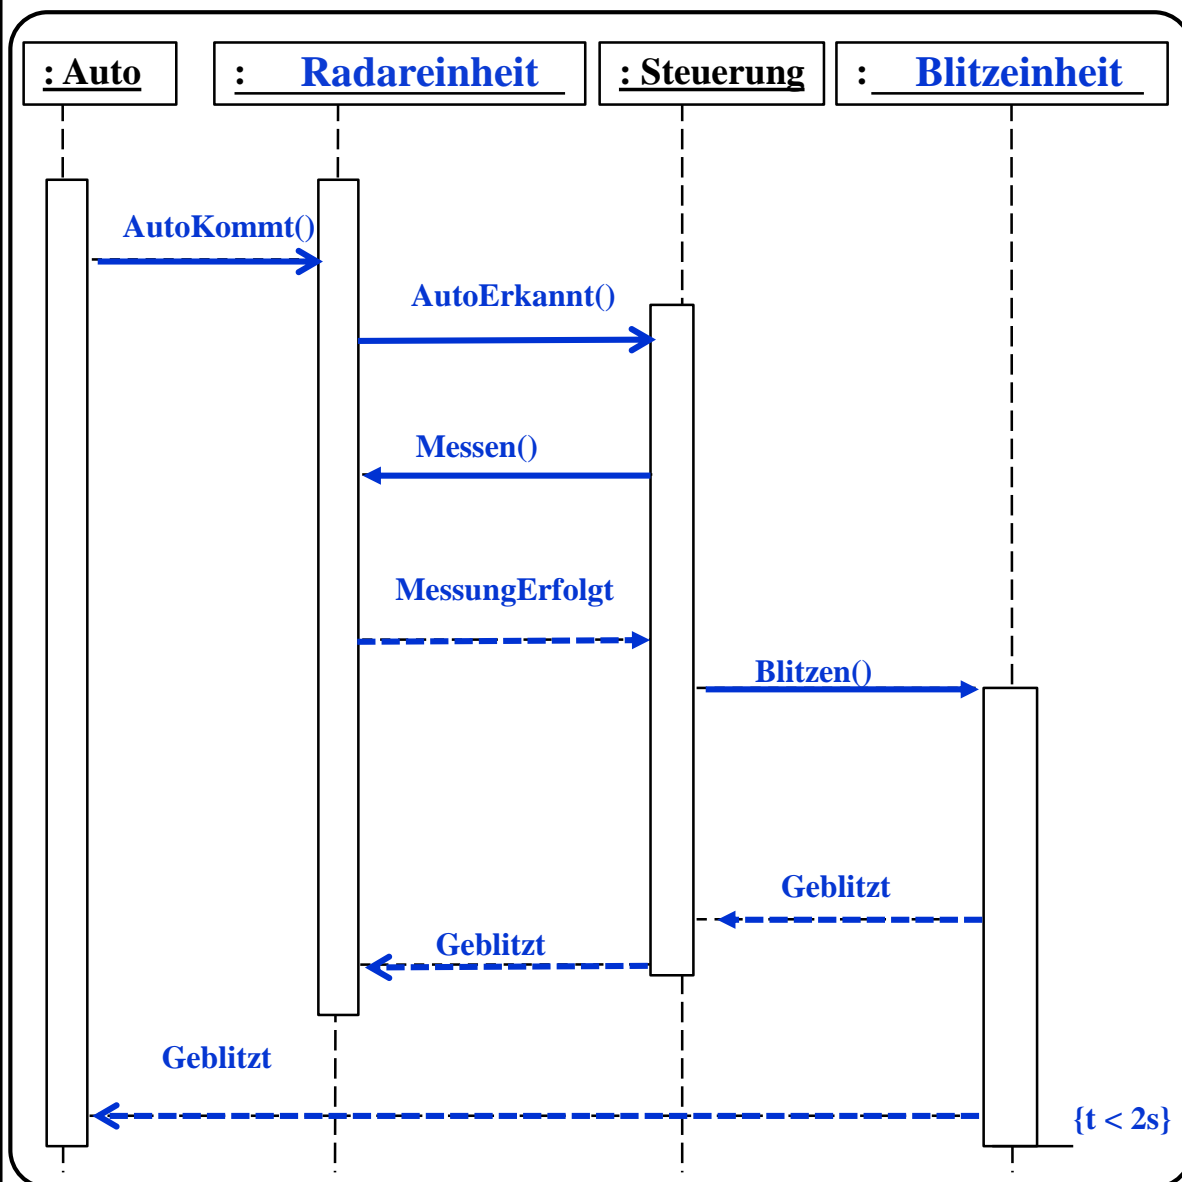 : Auto
: Radareinheit
: Steuerung
: Blitzeinheit
AutoKommt()
AutoErkannt()
Messen()
MessungErfolgt
Blitzen()
Geblitzt
Geblitzt
Geblitzt
{t < 2s}